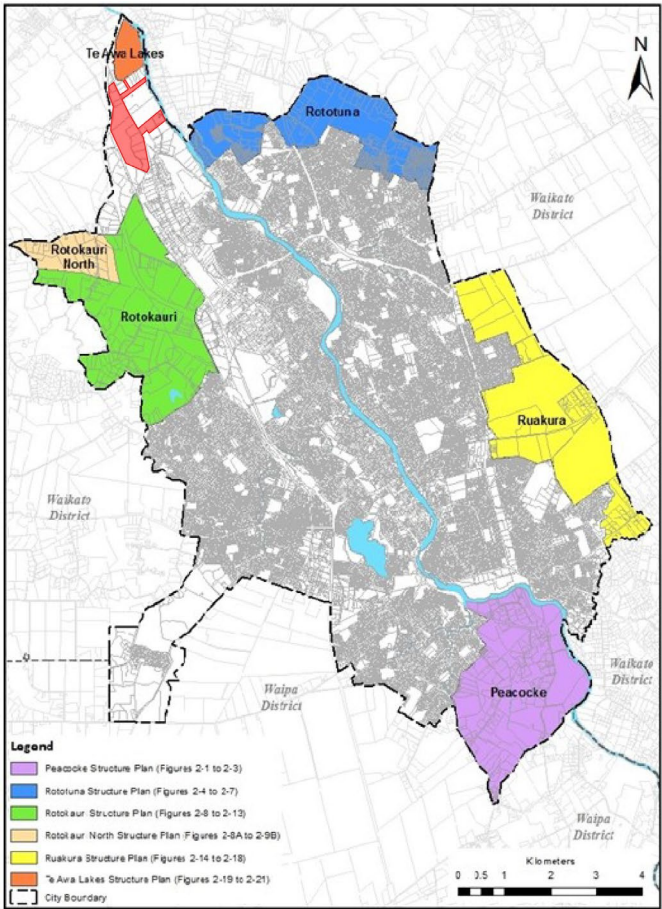 Te Awa Lakes
N
Rototuna
Waikato
District
Rotokauri
North
Rotokauri
Ruakura
Waikato
District
Waikato
District
Peacocke
Waipa
District
Waipa
District
Legend
Peacocke Structure Plan (Figures 2-1 to 2-3)
Rototuna Structure Plan (Figures 2-4 to 2-7)
Rotokaur Structure Plan (Figures 2-8 to 2-13)
Rotokaur North Structure Plan (Figures 2-8A to 2-9B)
Ruakura Structure Plan (Figures 2-14 to 2-18)
Te Awa Lakes Structure Plan (Figures 2-19 to 2-21)
City Boundary
Kilometers
0 0.5 1 2 3 4